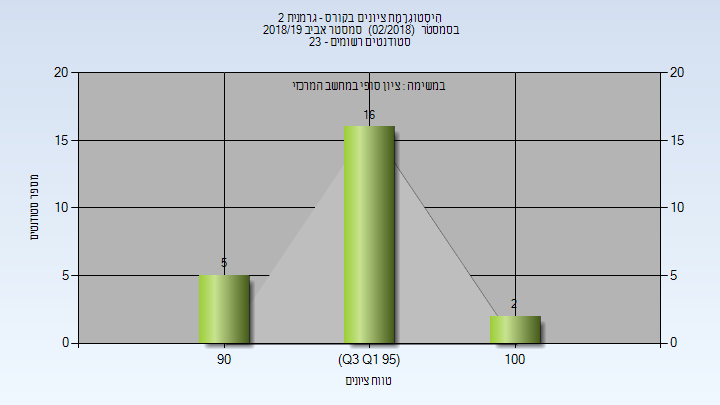 היסטוגרמת ציונים בקורס - גרמנית 2
בסמסטר (02/2018) סמסטר אביב 2018/19
סטודנטים רשומים - 23
במשימה : ציון סופי במחשב המרכזי
20
15
10
5
0
20
15
10
5
0
מספר סטודנטים
5
16
2
90
(Q3 Q1 95)
100
טווח ציונים